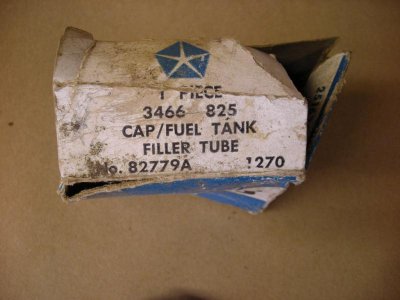 1 PIECE
3466 825
CAP/FUEL TANK
FILLER TUBE
No. 82779A 1270